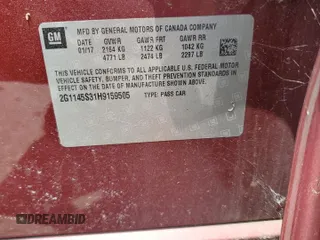 GM
MFD BY GENERAL MOTORS OF CANADA COMPANY
DATE GVWR GAWR FRT GAWR RR
01/17 2164 KG 1122 KG 1042 KG
4771 LB 2474 LB 2297 LB
THIS VEHICLE CONFORMS TO ALL APPLICABLE U.S. FEDERAL MOTOR
VEHICLE SAFETY, BUMPER, AND THEFT PREVENTION STANDARDS IN
EFFECT ON THE DATE OF MANUFACTURE SHOWN ABOVE.
2G1145S31H9159505 TYPE: PASS CAR
DREAMBID